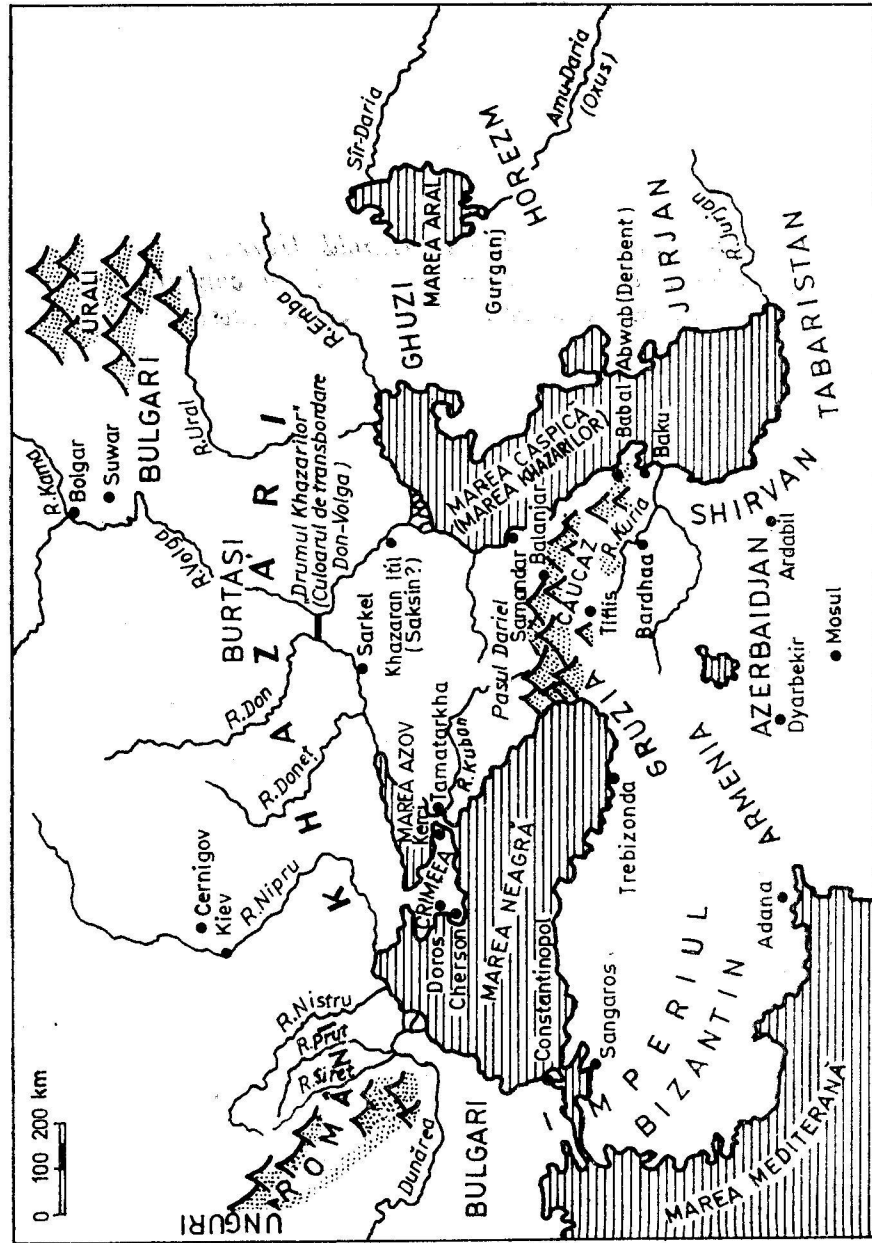 0 100 200 km
UNGURI
ROMÂNI
R.Siret
R.Prut
R.Nistru
Dunărea
BULGARI
Cernigov
Kiev
R.Nipru
KHAZARI
R.Doneț
R.Don
BURTAȘI
R.Volga
R.Kama
Bolgar
Suwar
BULGARI
URALI
R.Ural
R.Emba
Drumul Khazarilor"
(Culoarul de transbordare
Don-Volga)
Sarkel
Khazaran Itil
(Saksin?)
GHUZI
MAREA ARAL
Sîr-Daria
Amu-Daria
(Oxus)
HOREZM
Gurganj
MAREA AZOV
Kerci
Tamatarkha
R.Kuban
CRIMEEA
Doros
Cherson
MAREA NEAGRĂ
Constantinopol
Sangaros
IMPERIUL
BIZANTIN
Trebizonda
Adana
MAREA MEDITERANĂ
Pasul Dariel
Samandar
Balanjar
CAUCAZ
R.Kuria
Tiflis
Bardhaa
GRUZIA
ARMENIA
MAREA CASPICĂ
(MAREA KHAZARILOR)
Babal Abwab (Derbent)
Baku
SHIRVAN
AZERBAIDJAN
Ardabil
Dyarbekir
Mosul
JURJAN
R.Jurjan
TABARISTAN